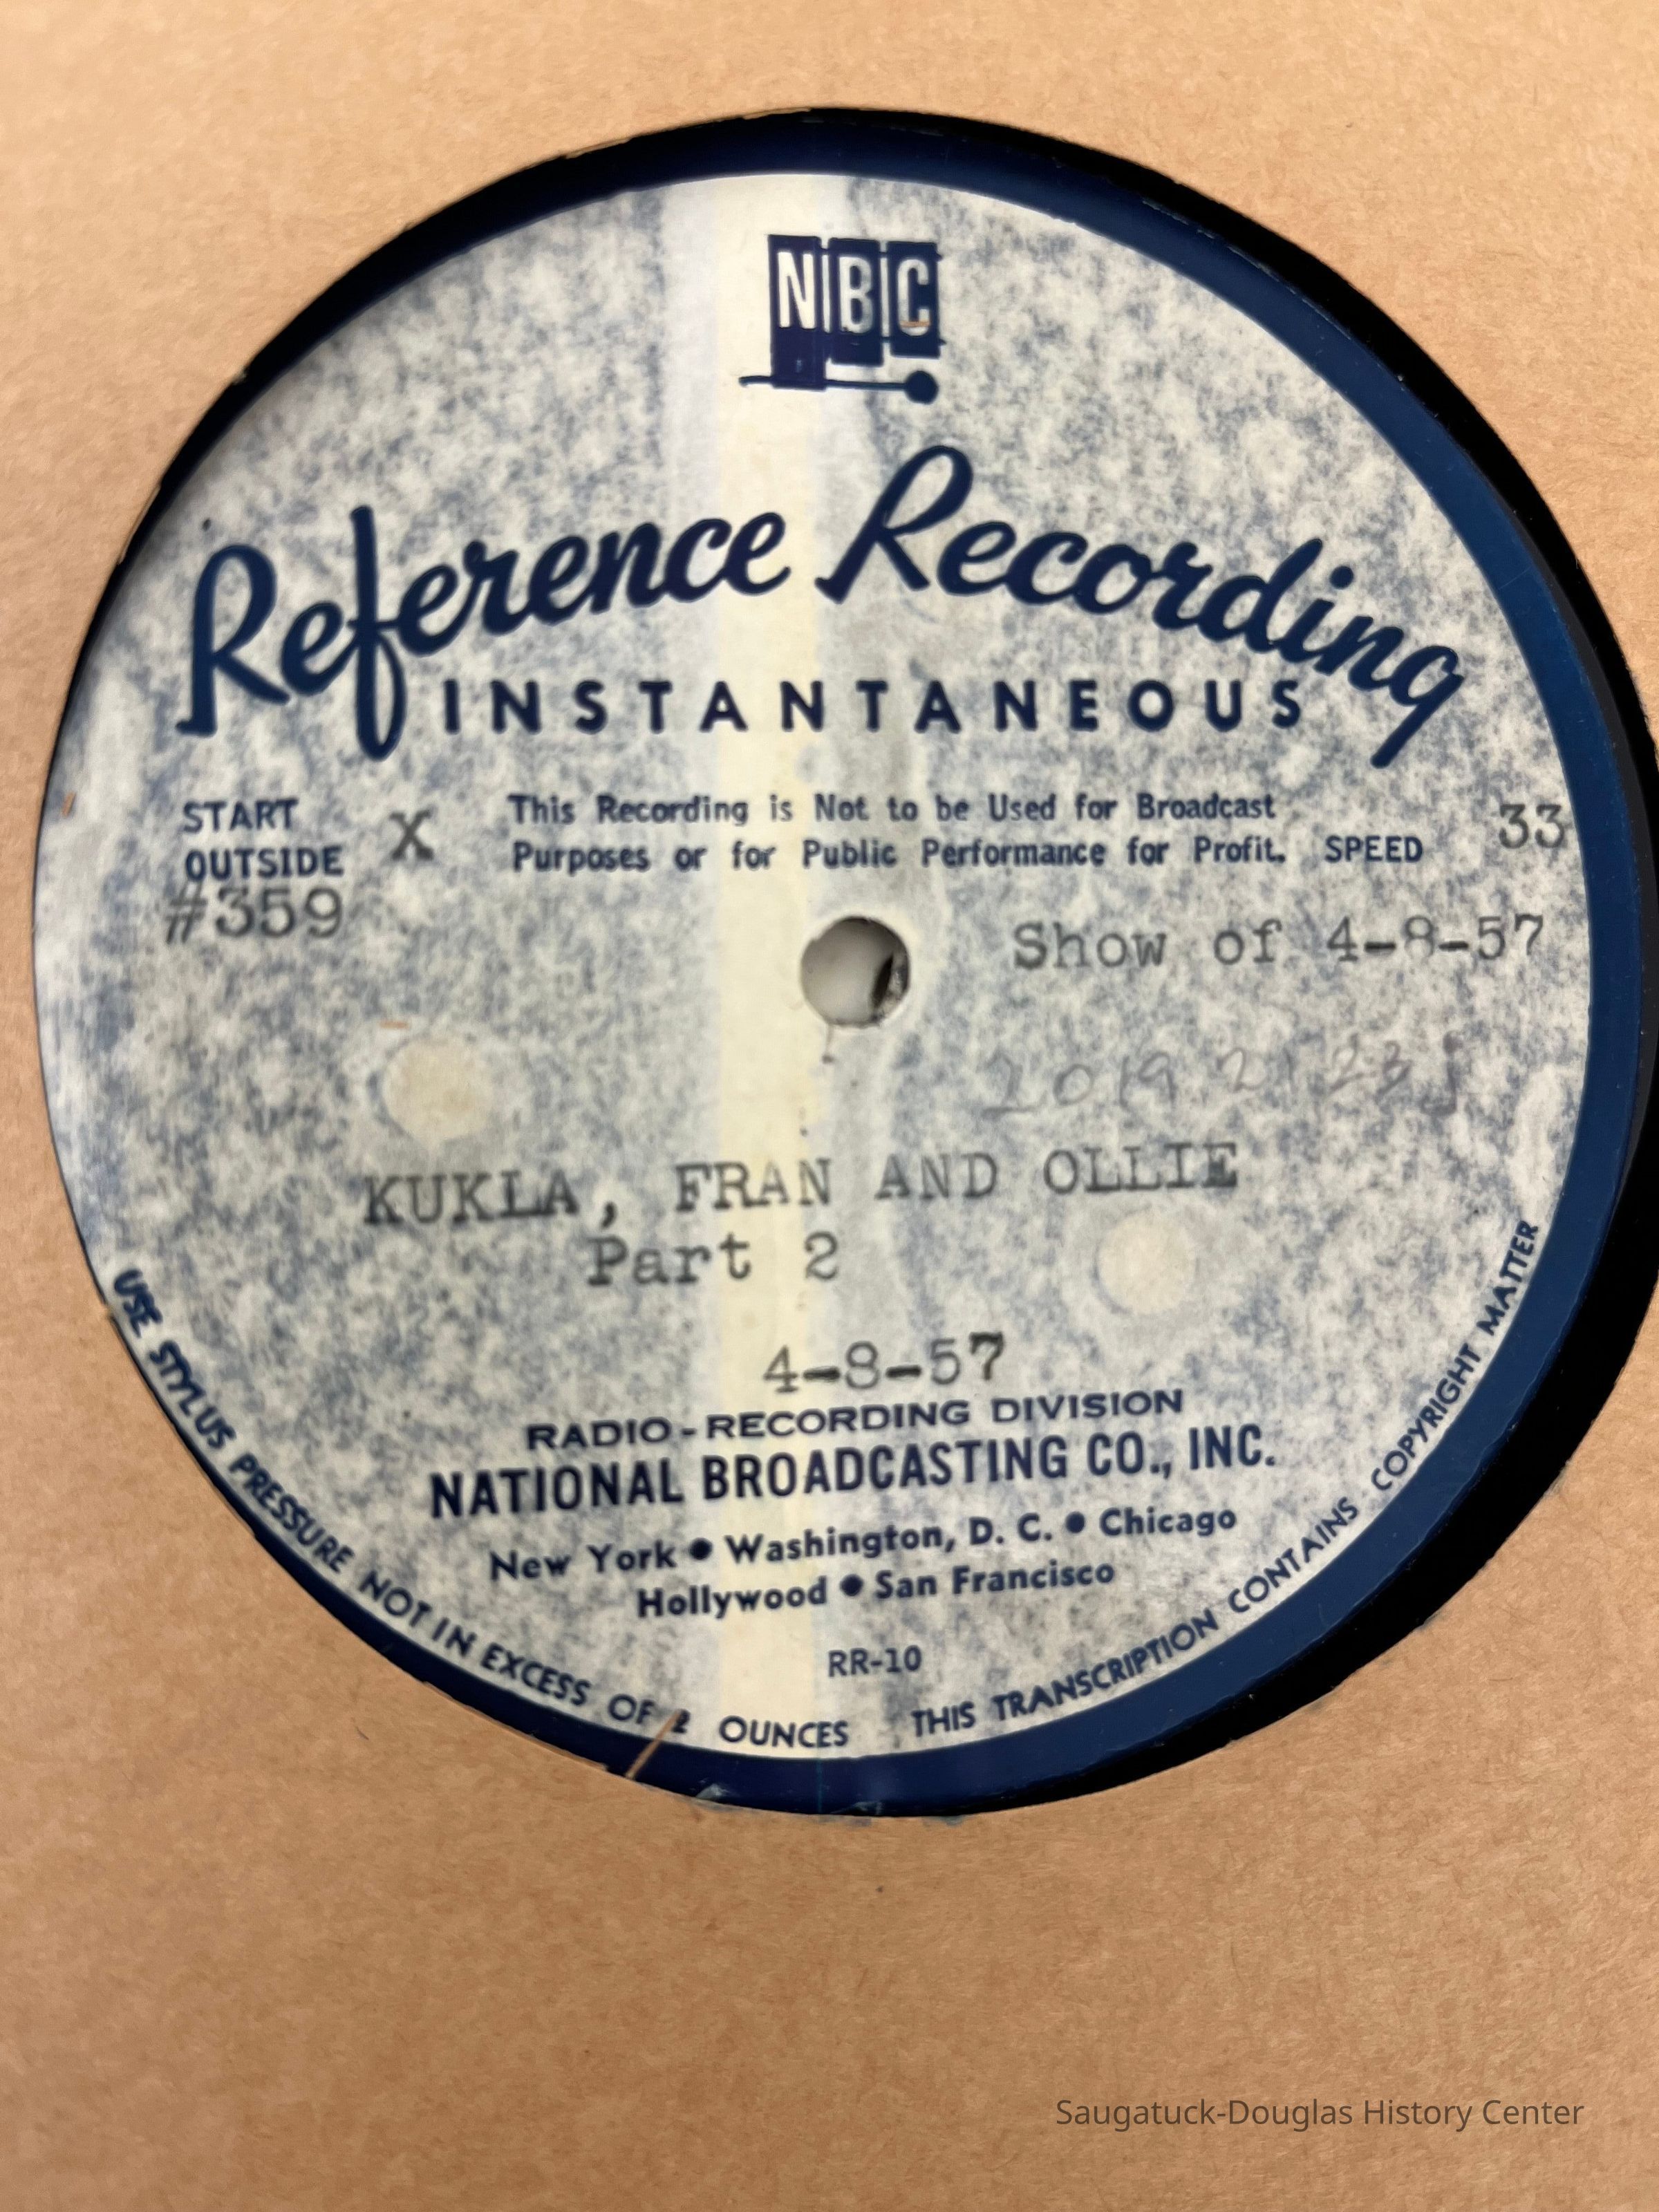 NBC
Reference Recording
INSTANTANEOUS
START
OUTSIDE X
This Recording is Not to be Used for Broadcast
Purposes or for Public Performance for Profit. SPEED 33
#359
Show of 4-8-57
2019 21 23
KUKLA, FRAN AND OLLIE
Part 2
4-8-57
RADIO-RECORDING DIVISION
NATIONAL BROADCASTING CO., INC.
New York • Washington, D. C. • Chicago
Hollywood • San Francisco
RR-10
USE STYLUS PRESSURE NOT IN EXCESS OF 2 OUNCES
THIS TRANSCRIPTION CONTAINS COPYRIGHT MATTER
Saugatuck-Douglas History Center